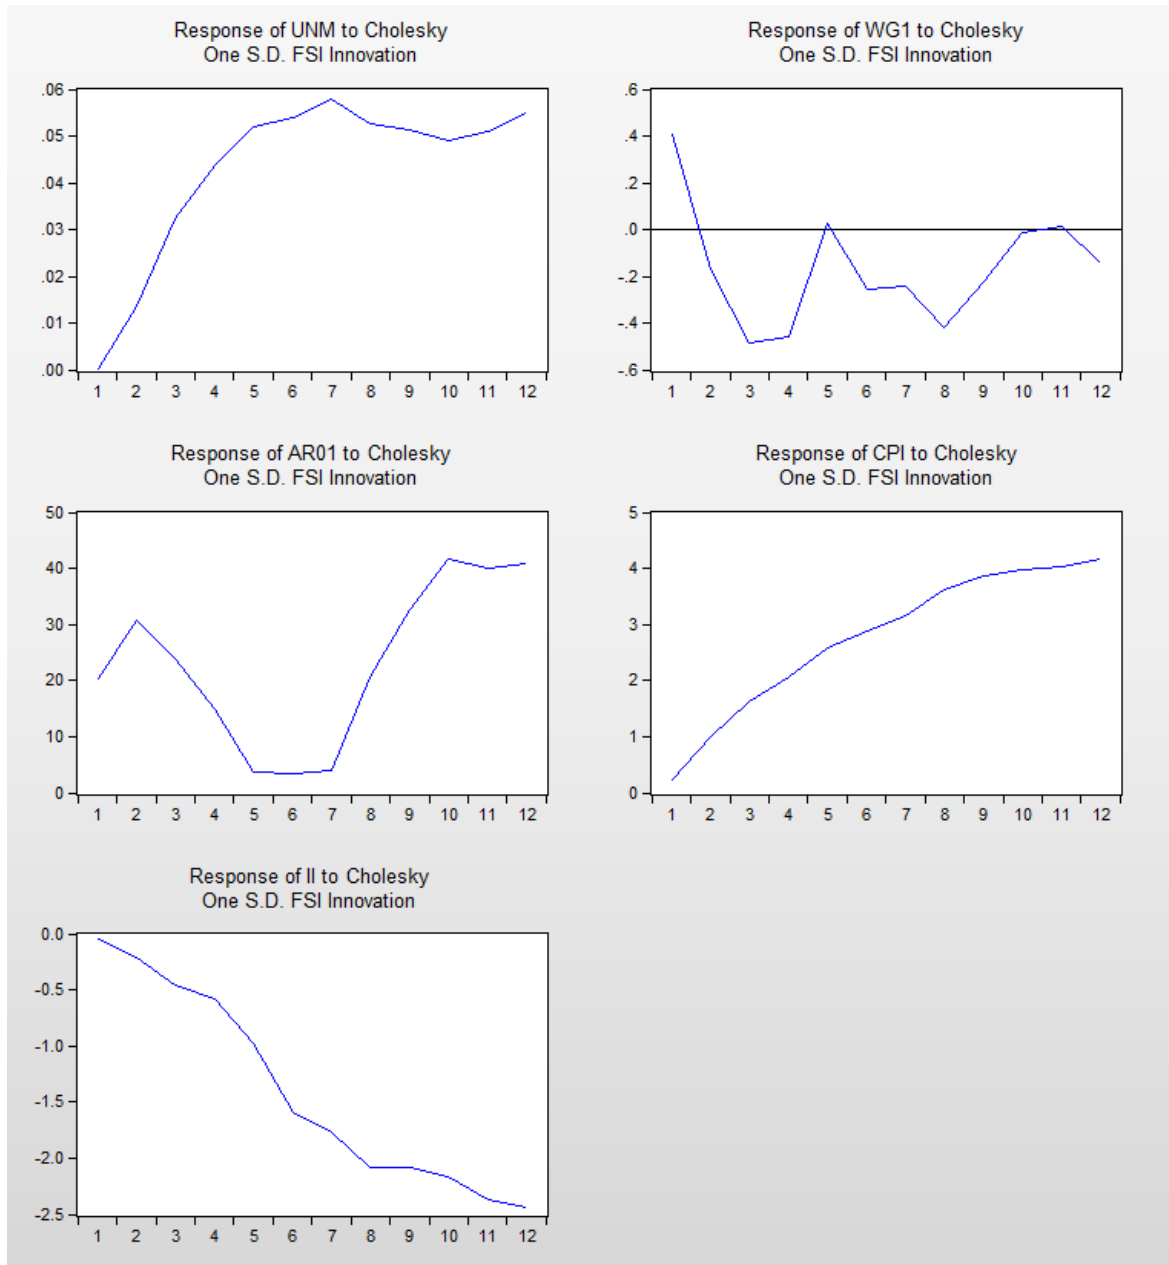 Response of UNM to Cholesky
One S.D. FSI Innovation
.06
.05
.04
.03
.02
.01
.00
1 2 3 4 5 6 7 8 9 10 11 12
Response of WG1 to Cholesky
One S.D. FSI Innovation
.6
.4
.2
.0
-.2
-.4
-.6
1 2 3 4 5 6 7 8 9 10 11 12
Response of AR01 to Cholesky
One S.D. FSI Innovation
50
40
30
20
10
0
1 2 3 4 5 6 7 8 9 10 11 12
Response of CPI to Cholesky
One S.D. FSI Innovation
5
4
3
2
1
0
1 2 3 4 5 6 7 8 9 10 11 12
Response of II to Cholesky
One S.D. FSI Innovation
0.0
-0.5
-1.0
-1.5
-2.0
-2.5
1 2 3 4 5 6 7 8 9 10 11 12